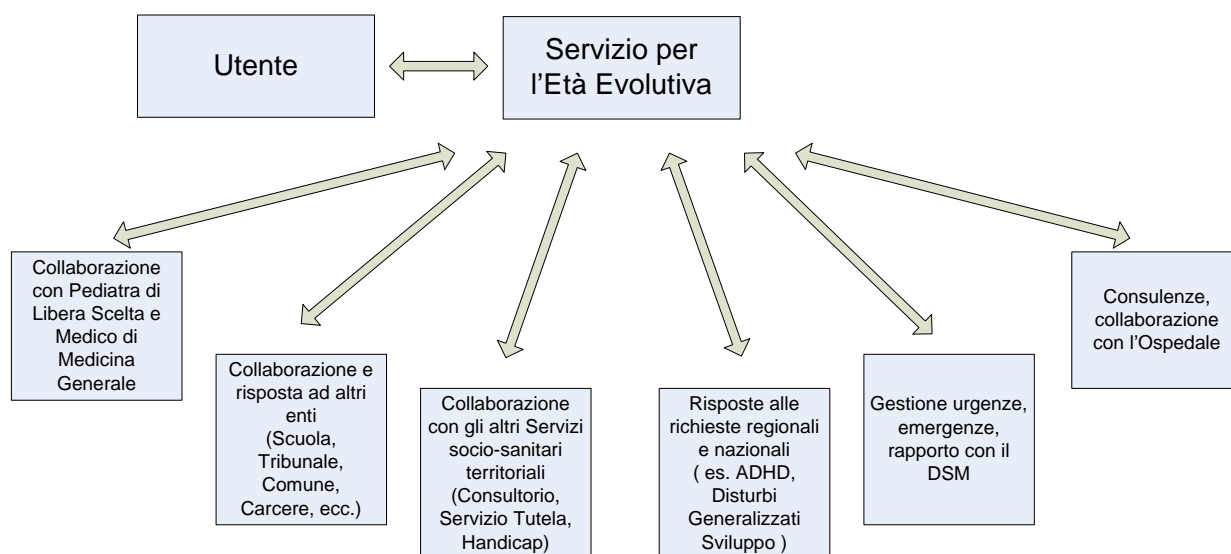 Utente
Servizio per
l'Età Evolutiva
Collaborazione
con Pediatra di
Libera Scelta e
Medico di
Medicina
Generale
Collaborazione e
risposta ad altri
enti
(Scuola,
Tribunale,
Comune,
Carcere, ecc.)
Collaborazione
con gli altri Servizi
socio-sanitari
territoriali
(Consultorio,
Servizio Tutela,
Handicap)
Risposte alle
richieste regionali
e nazionali
( es. ADHD,
Disturbi
Generalizzati
Sviluppo )
Gestione urgenze,
emergenze,
rapporto con il
DSM
Consulenze,
collaborazione
con l'Ospedale